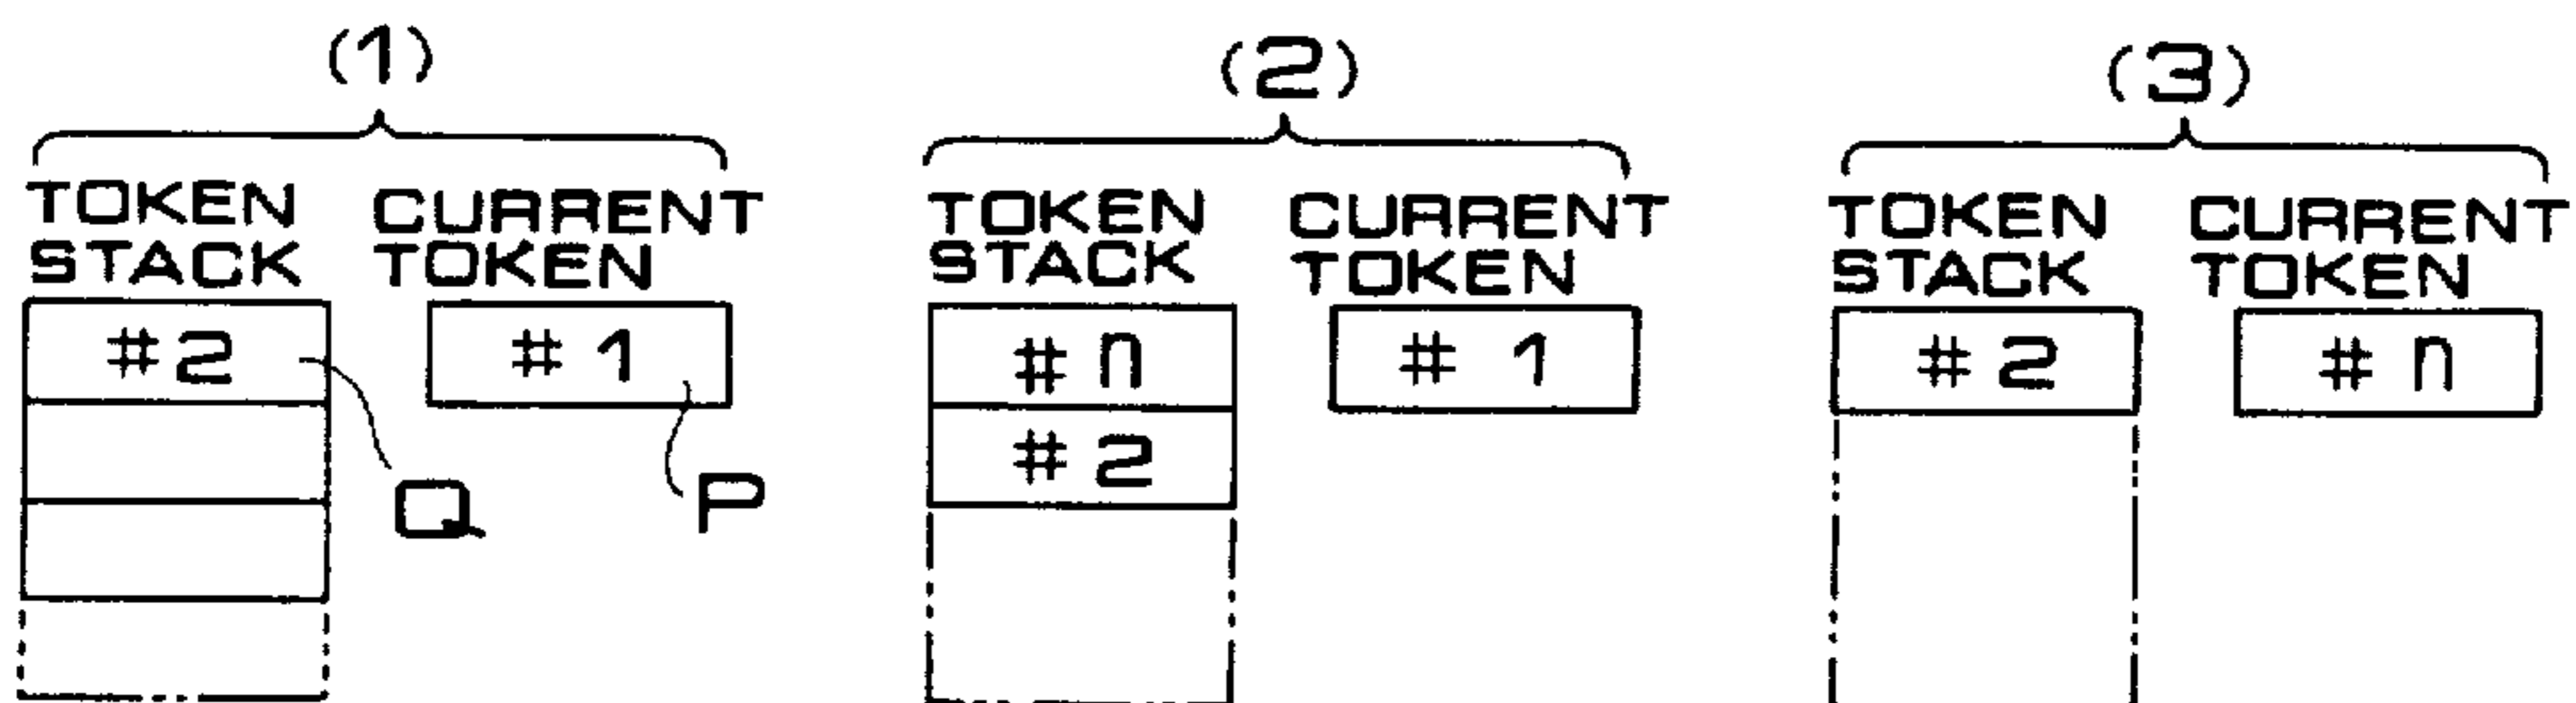 (1)
TOKEN STACK
CURRENT TOKEN
#2
#1
Q
P
(2)
TOKEN STACK
CURRENT TOKEN
#n
#1
#2
(3)
TOKEN STACK
CURRENT TOKEN
#2
#n